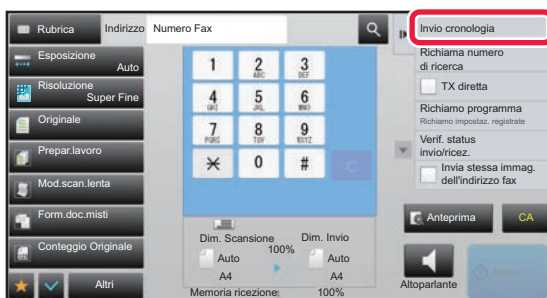 Rubrica
Indirizzo
Numero Fax
Esposizione
Auto
Risoluzione
Super Fine
Originale
Prepar.lavoro
Mod.scan.lenta
Form.doc.misti
Conteggio Originale
Altri
1
2
ABC
3
DEF
4
GHI
5
JKL
6
MNO
7
PQRS
8
TUV
9
WXYZ
0
#
C
Dim. Scansione
100%
Dim. Invio
Auto
A4
Auto
A4
Memoria ricezione:
100%
Invio cronologia
Richiama numero
di ricerca
TX diretta
Richiamo programma
Richiamo impostaz. registrate
Verif. status
invio/ricez.
Invia stessa immag.
dell'indirizzo fax
Anteprima
CA
Altoparlante
Avvio